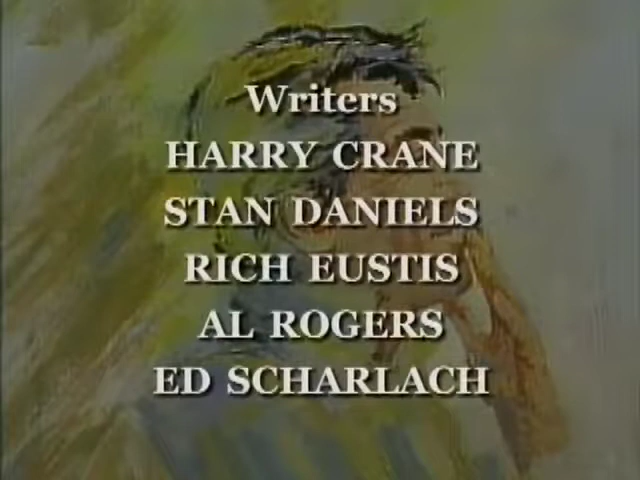 Writers
HARRY CRANE
STAN DANIELS
RICH EUSTIS
AL ROGERS
ED SCHARLACH